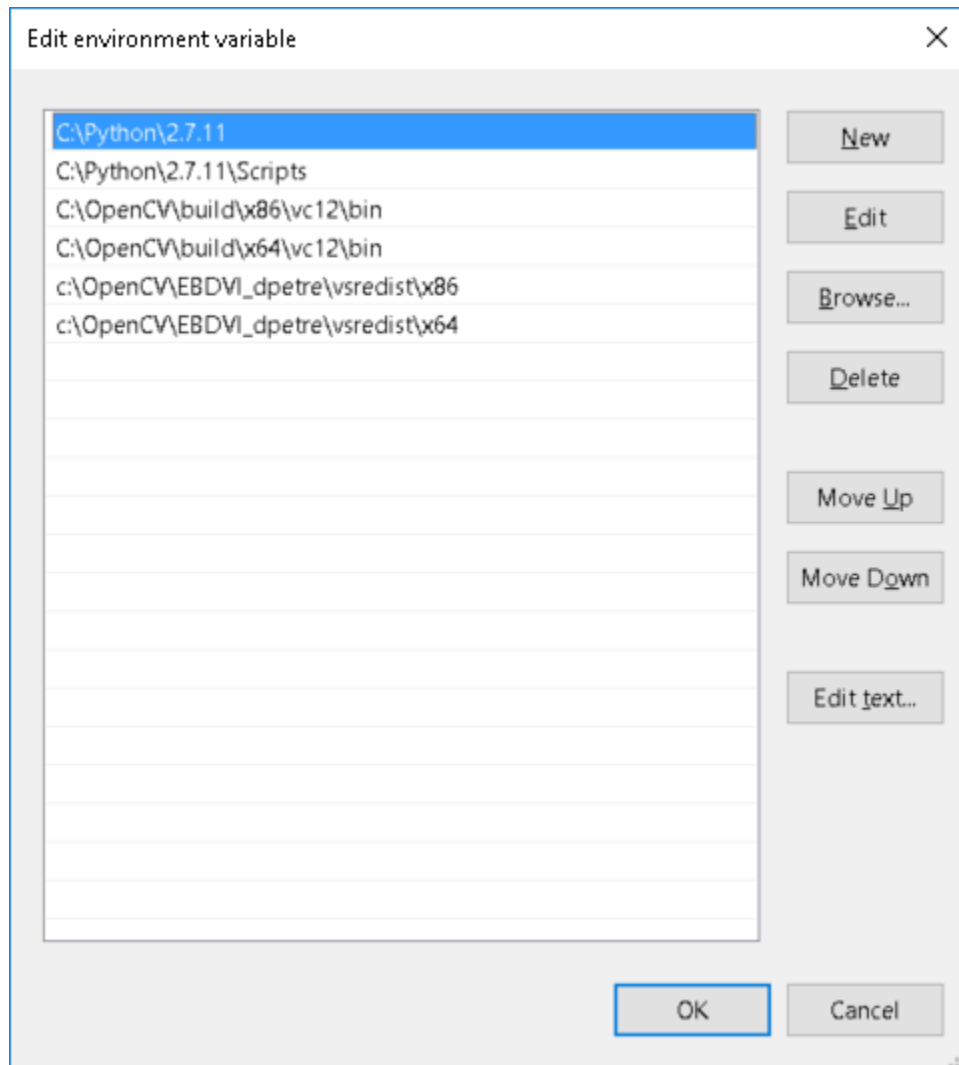 Edit environment variable
C:\Python\2.7.11
C:\Python\2.7.11\Scripts
C:\OpenCV\build\x86\vc12\bin
C:\OpenCV\build\x64\vc12\bin
c:\OpenCV\EBDVI_dpetre\vsredist\x86
c:\OpenCV\EBDVI_dpetre\vsredist\x64
New
Edit
Browse...
Delete
Move Up
Move Down
Edit text...
OK
Cancel